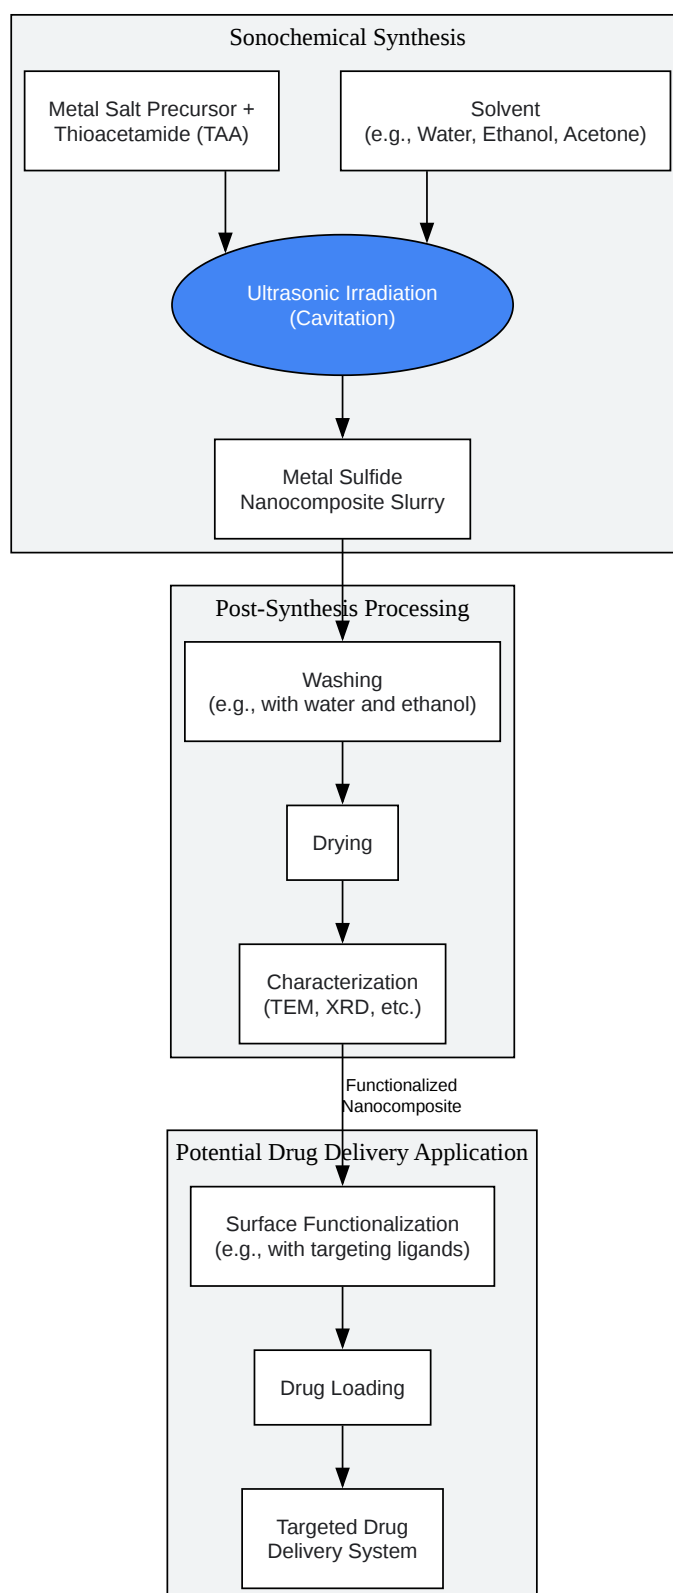 Sonochemical Synthesis
Metal Salt Precursor +
Thioacetamide (TAA)
Solvent
(e.g., Water, Ethanol, Acetone)
Ultrasonic Irradiation
(Cavitation)
Metal Sulfide
Nanocomposite Slurry
Post-Synthesis Processing
Washing
(e.g., with water and ethanol)
Drying
Characterization
(TEM, XRD, etc.)
Functionalized
Nanocomposite
Potential Drug Delivery Application
Surface Functionalization
(e.g., with targeting ligands)
Drug Loading
Targeted Drug
Delivery System